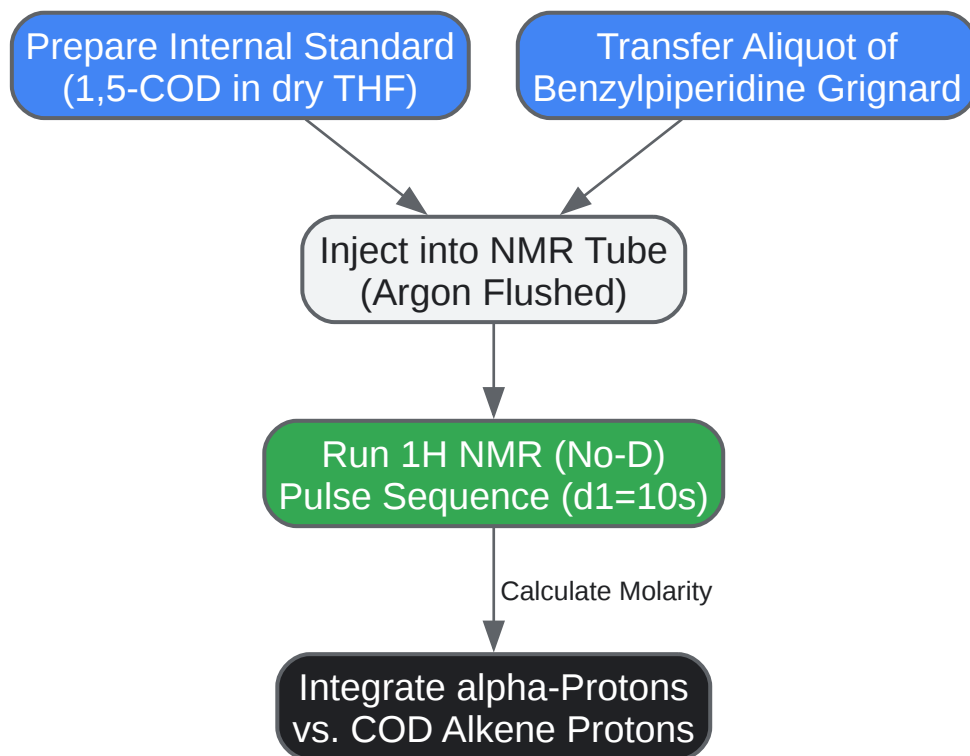 Prepare Internal Standard
(1,5-COD in dry THF)
Transfer Aliquot of
Benzylpiperidine Grignard
Inject into NMR Tube
(Argon Flushed)
Run 1H NMR (No-D)
Pulse Sequence (d1=10s)
Calculate Molarity
Integrate alpha-Protons
vs. COD Alkene Protons